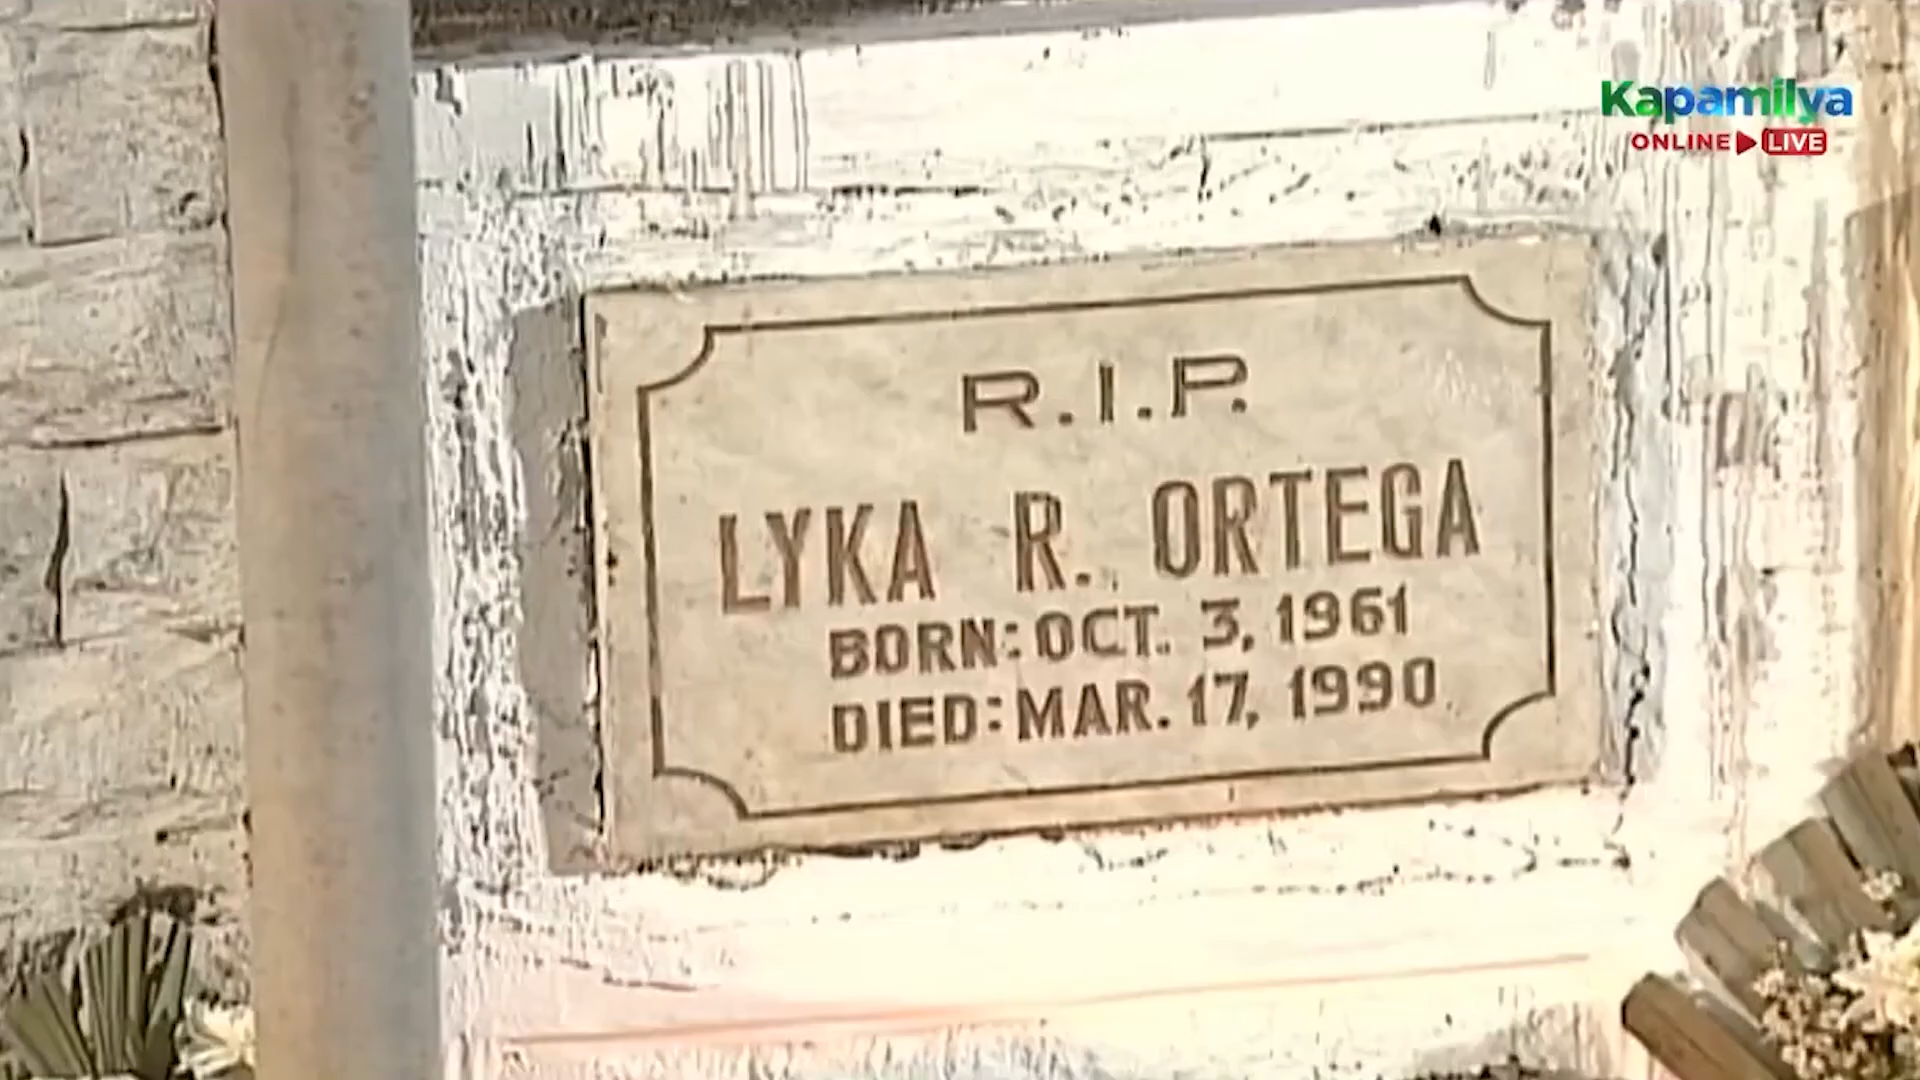 Kapamilya
ONLINE LIVE
R.I.P.
LYKA R. ORTEGA
BORN: OCT. 3, 1961
DIED: MAR. 17, 1990